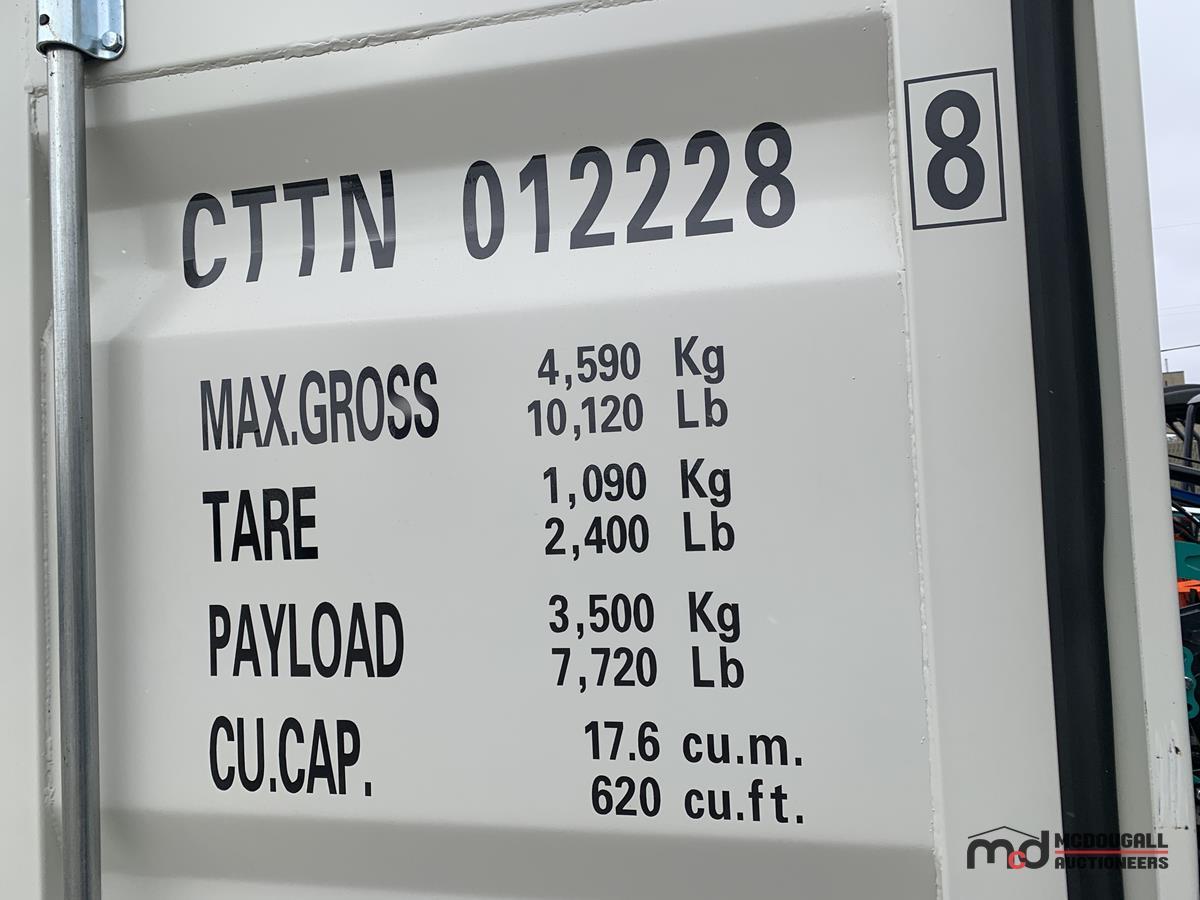 CTTN 012228 8
MAX.GROSS 4,590 Kg
10,120 Lb
TARE 1,090 Kg
2,400 Lb
PAYLOAD 3,500 Kg
7,720 Lb
CU.CAP. 17.6 cu.m.
620 cu.ft.
mcd MCDOUGALL
AUCTIONEERS